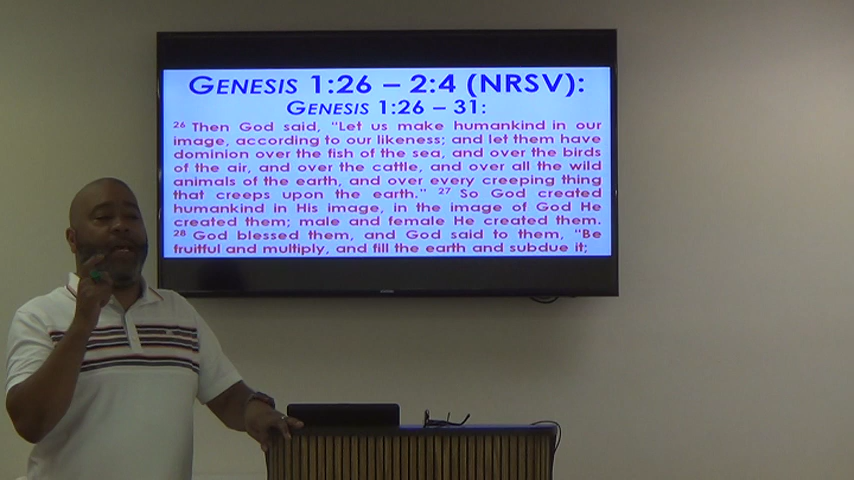 GENESIS 1:26 – 2:4 (NRSV):
GENESIS 1:26 – 31:
26 Then God said, "Let us make humankind in our
image, according to our likeness; and let them have
dominion over the fish of the sea, and over the birds
of the air, and over the cattle, and over all the wild
animals of the earth, and over every creeping thing
that creeps upon the earth." 27 So God created
humankind in His image, in the image of God He
created them; male and female He created them.
28 God blessed them, and God said to them, "Be
fruitful and multiply, and fill the earth and subdue it;